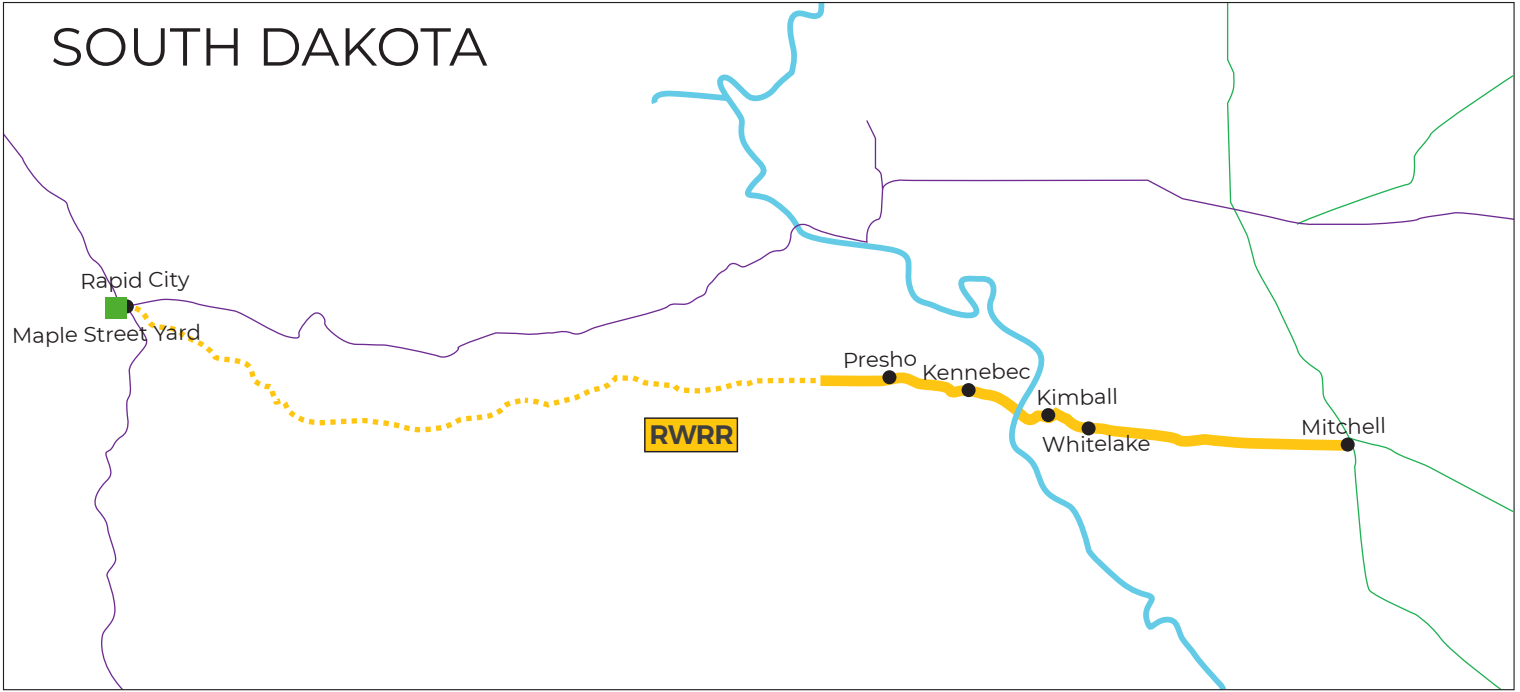 SOUTH DAKOTA
Rapid City
Maple Street Yard
Presho
Kennebec
Kimball
Whitelake
Mitchell
RWRR